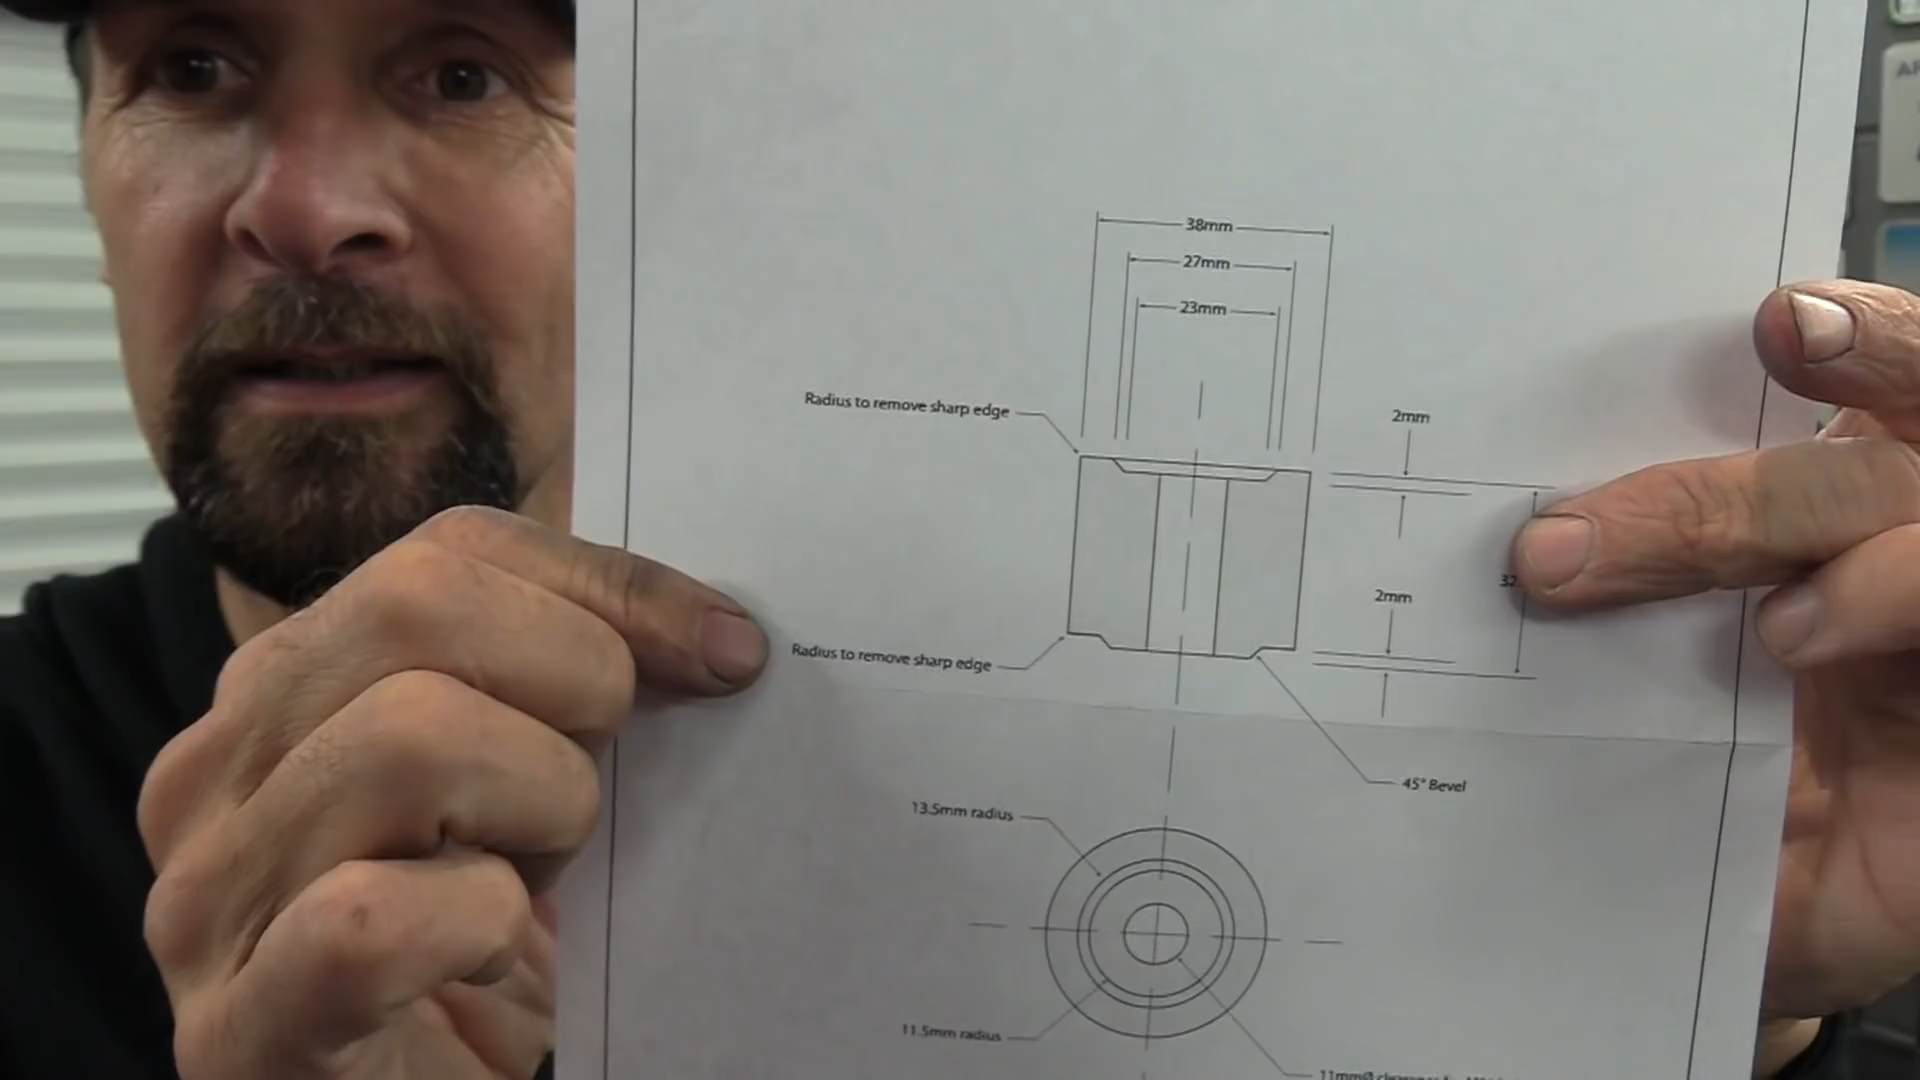 38mm
27mm
23mm
Radius to remove sharp edge
2mm
32
2mm
Radius to remove sharp edge
45° Bevel
13.5mm radius
11.5mm radius
11mmØ